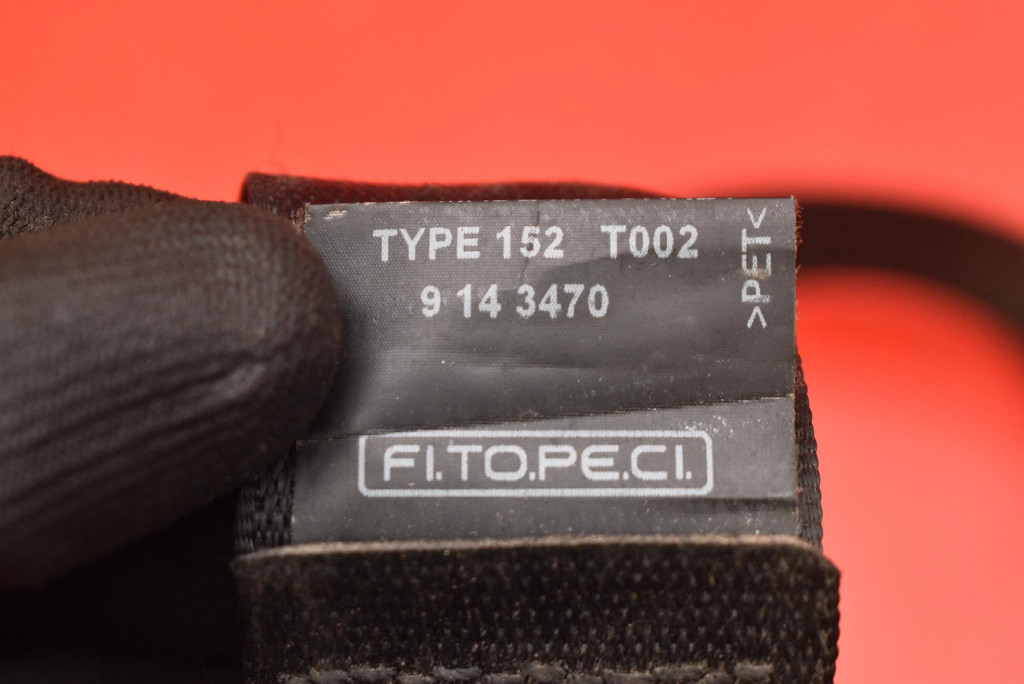 TYPE 152 T002
9 14 3470
>PET<
FI.TO.PE.CI.